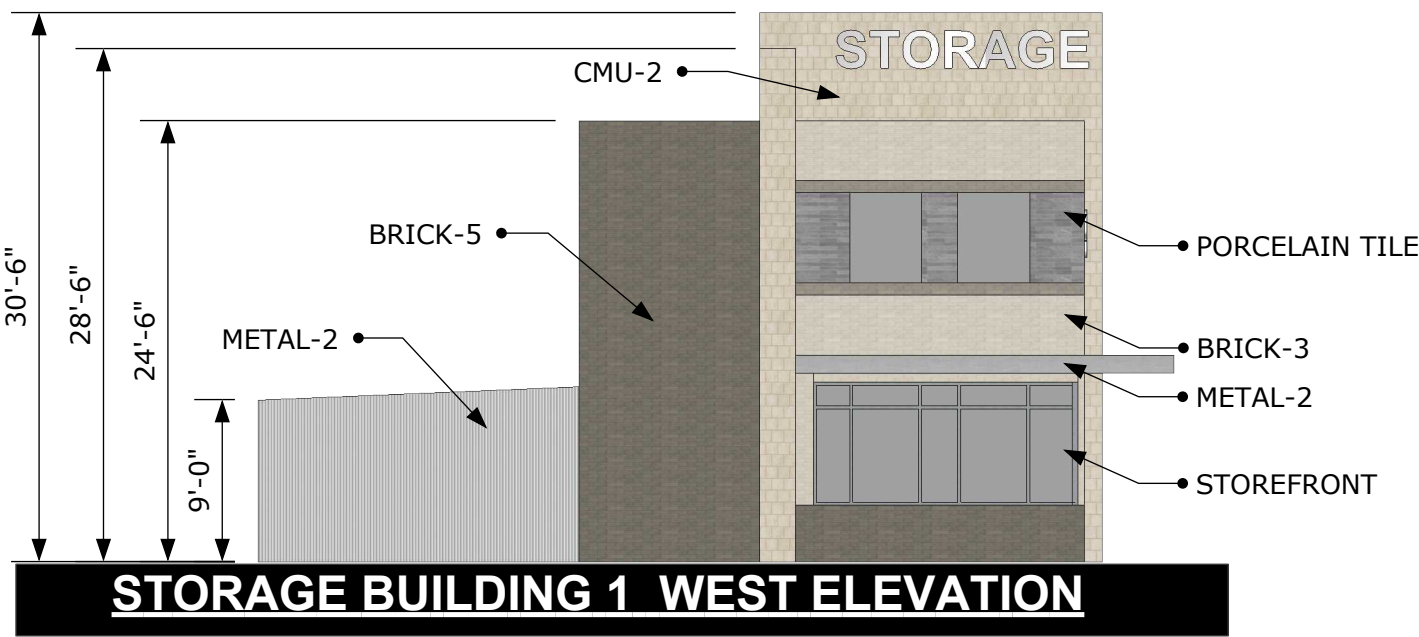 STORAGE
CMU-2
BRICK-5
PORCELAIN TILE
30'-6"
28'-6"
24'-6"
METAL-2
BRICK-3
METAL-2
9'-0"
STOREFRONT
STORAGE BUILDING 1 WEST ELEVATION